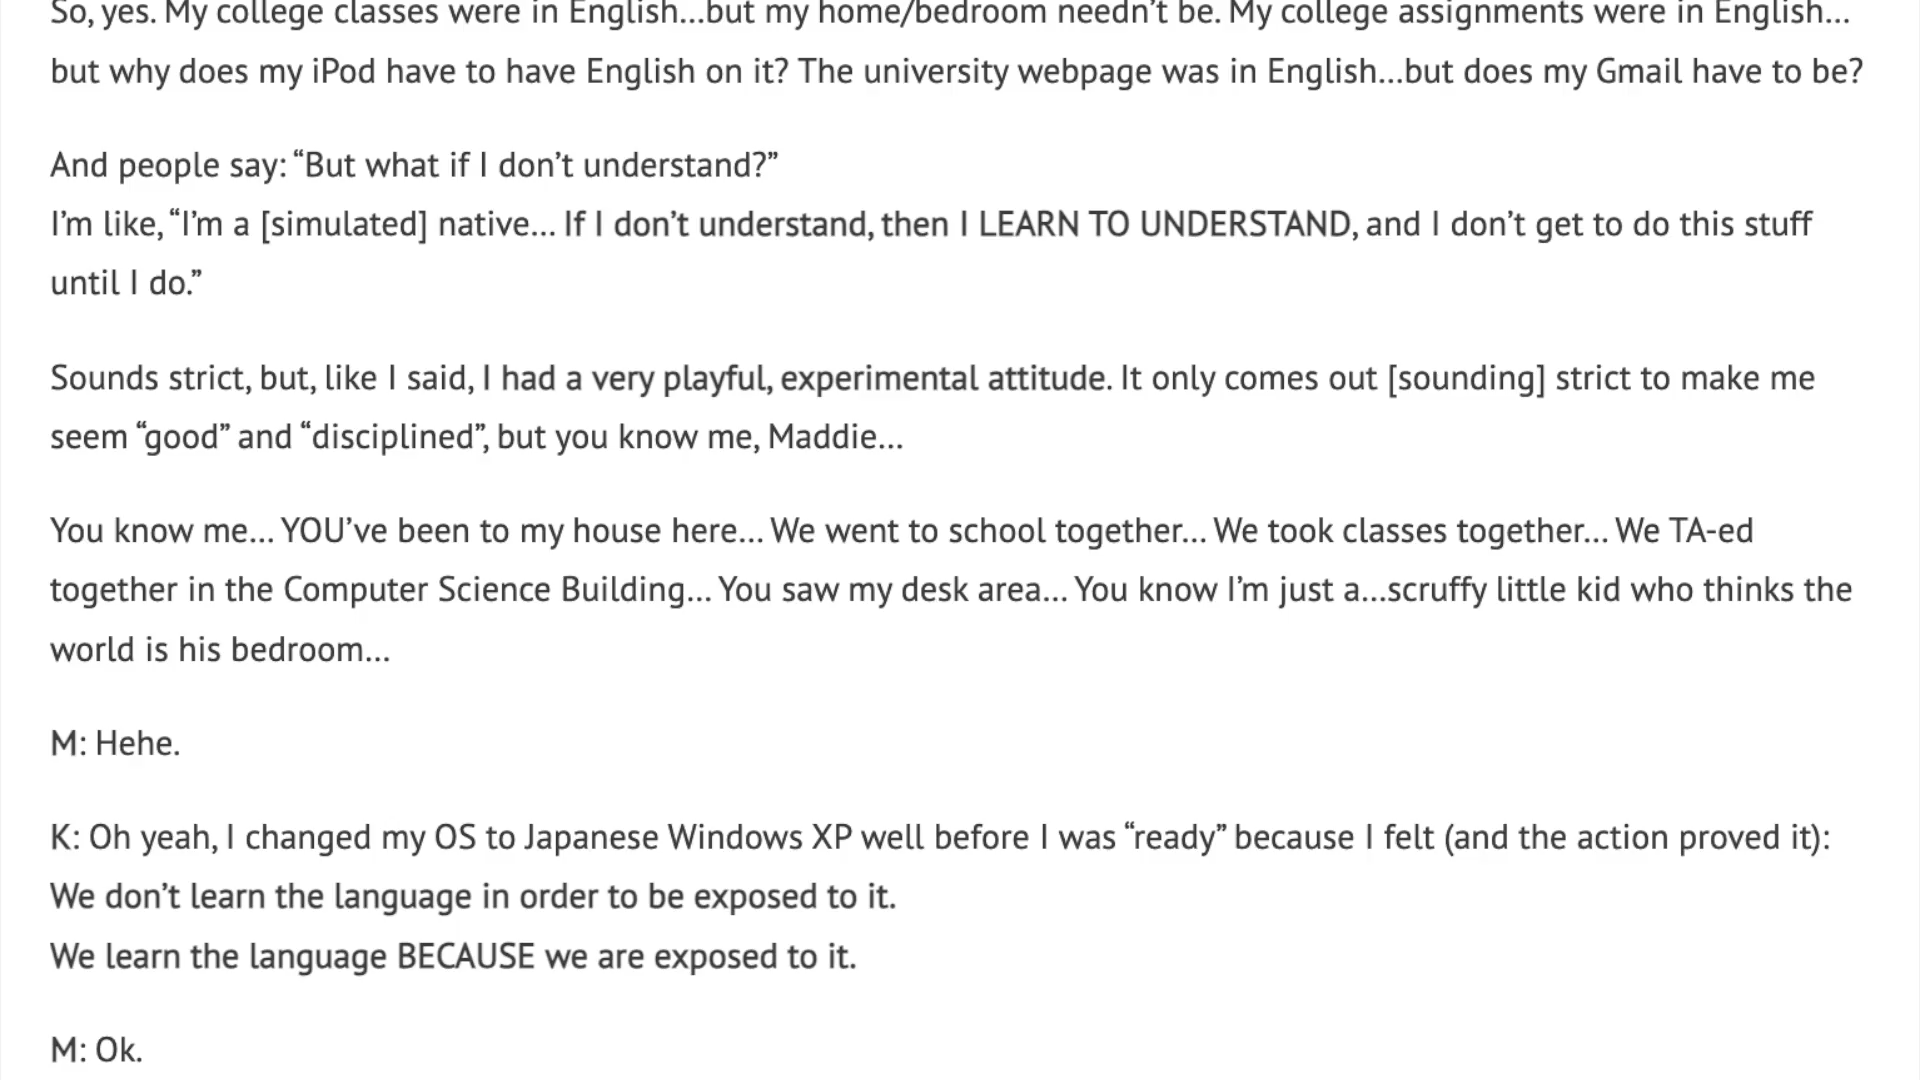 So, yes. My college classes were in English…but my home/bedroom needn’t be. My college assignments were in English…
but why does my iPod have to have English on it? The university webpage was in English…but does my Gmail have to be?
And people say: “But what if I don’t understand?”
I’m like, “I’m a [simulated] native… If I don’t understand, then I LEARN TO UNDERSTAND, and I don’t get to do this stuff
until I do.”
Sounds strict, but, like I said, I had a very playful, experimental attitude. It only comes out [sounding] strict to make me
seem “good” and “disciplined”, but you know me, Maddie…
You know me… YOU’ve been to my house here… We went to school together… We took classes together… We TA-ed
together in the Computer Science Building… You saw my desk area… You know I’m just a…scruffy little kid who thinks the
world is his bedroom…
M: Hehe.
K: Oh yeah, I changed my OS to Japanese Windows XP well before I was “ready” because I felt (and the action proved it):
We don’t learn the language in order to be exposed to it.
We learn the language BECAUSE we are exposed to it.
M: Ok.